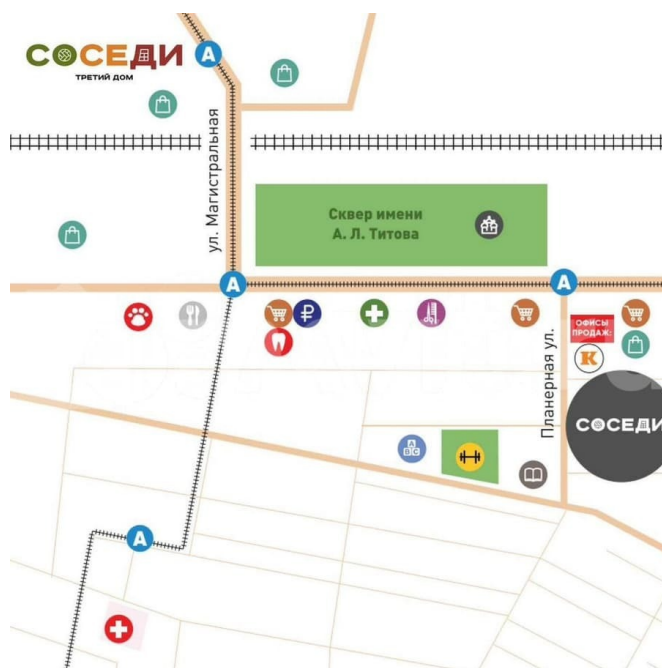 СОСЕДИ
ТРЕТИЙ ДОМ
А
ул. Магистральная
Сквер имени
А. Л. Титова
А
А
₽
ОФИСЫ
ПРОДАЖ:
К
Планерная ул.
СОСЕДИ
A
B C
А